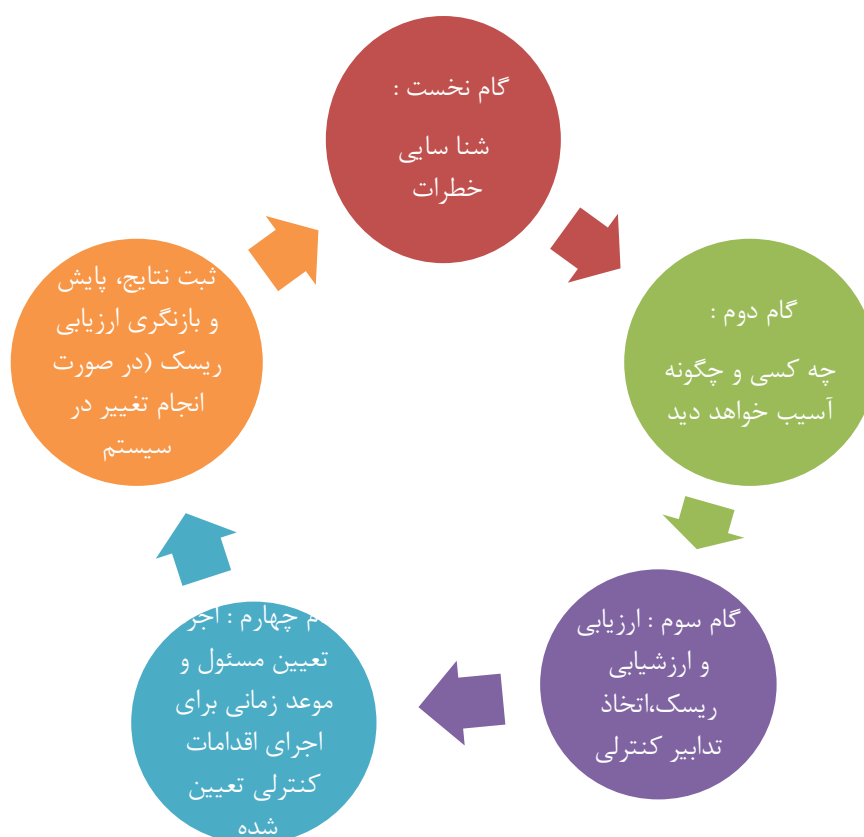 گام نخست :
شنا سایی
خطرات
گام دوم :
چه کسی و چگونه
آسیب خواهد دید
گام سوم : ارزیابی
و ارزشیابی
ریسک،اتخاذ
تدابیر کنترلی
چهارم :
تعیین مسئول و
موعد زمانی برای
اجرای اقدامات
کنترلی تعیین
شده
ثبت نتایج، پایش
و بازنگری ارزیابی
ریسک (در صورت
انجام تغییر در
سیستم